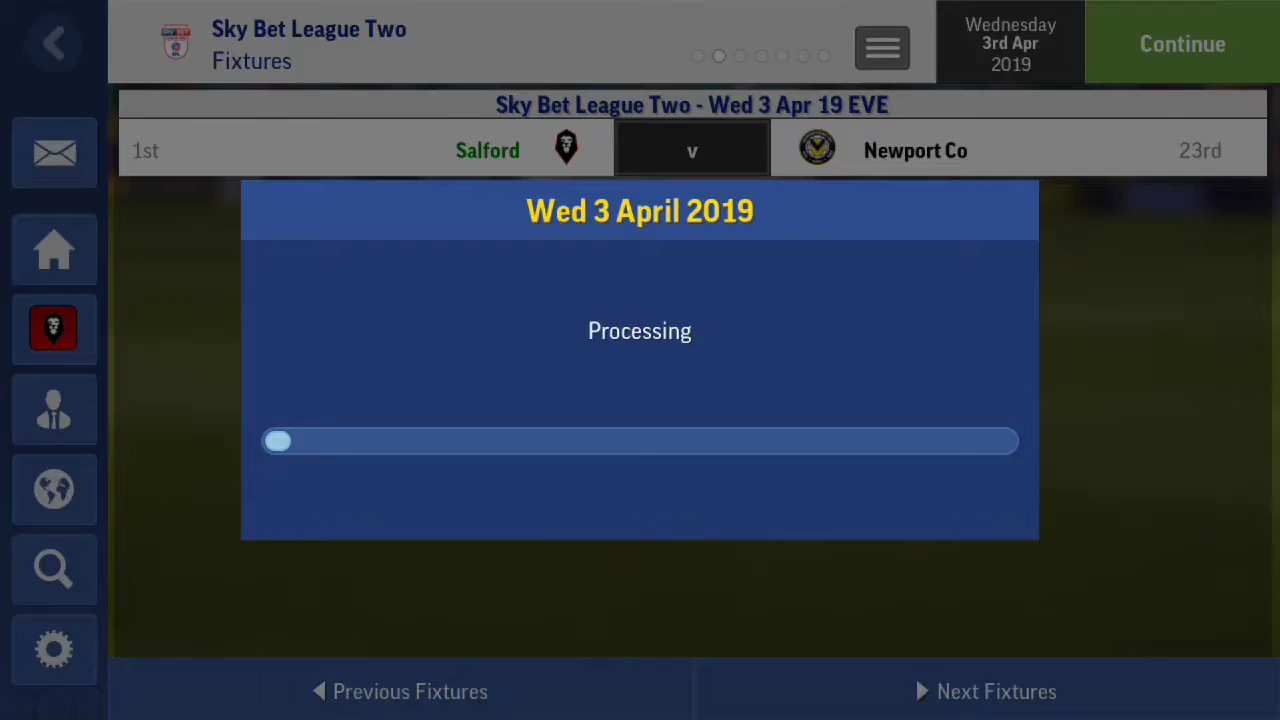 Sky Bet League Two
Fixtures
Wednesday
3rd Apr
2019
Continue
Sky Bet League Two - Wed 3 Apr 19 EVE
1st Salford v Newport Co 23rd
Wed 3 April 2019
Processing
Previous Fixtures
Next Fixtures